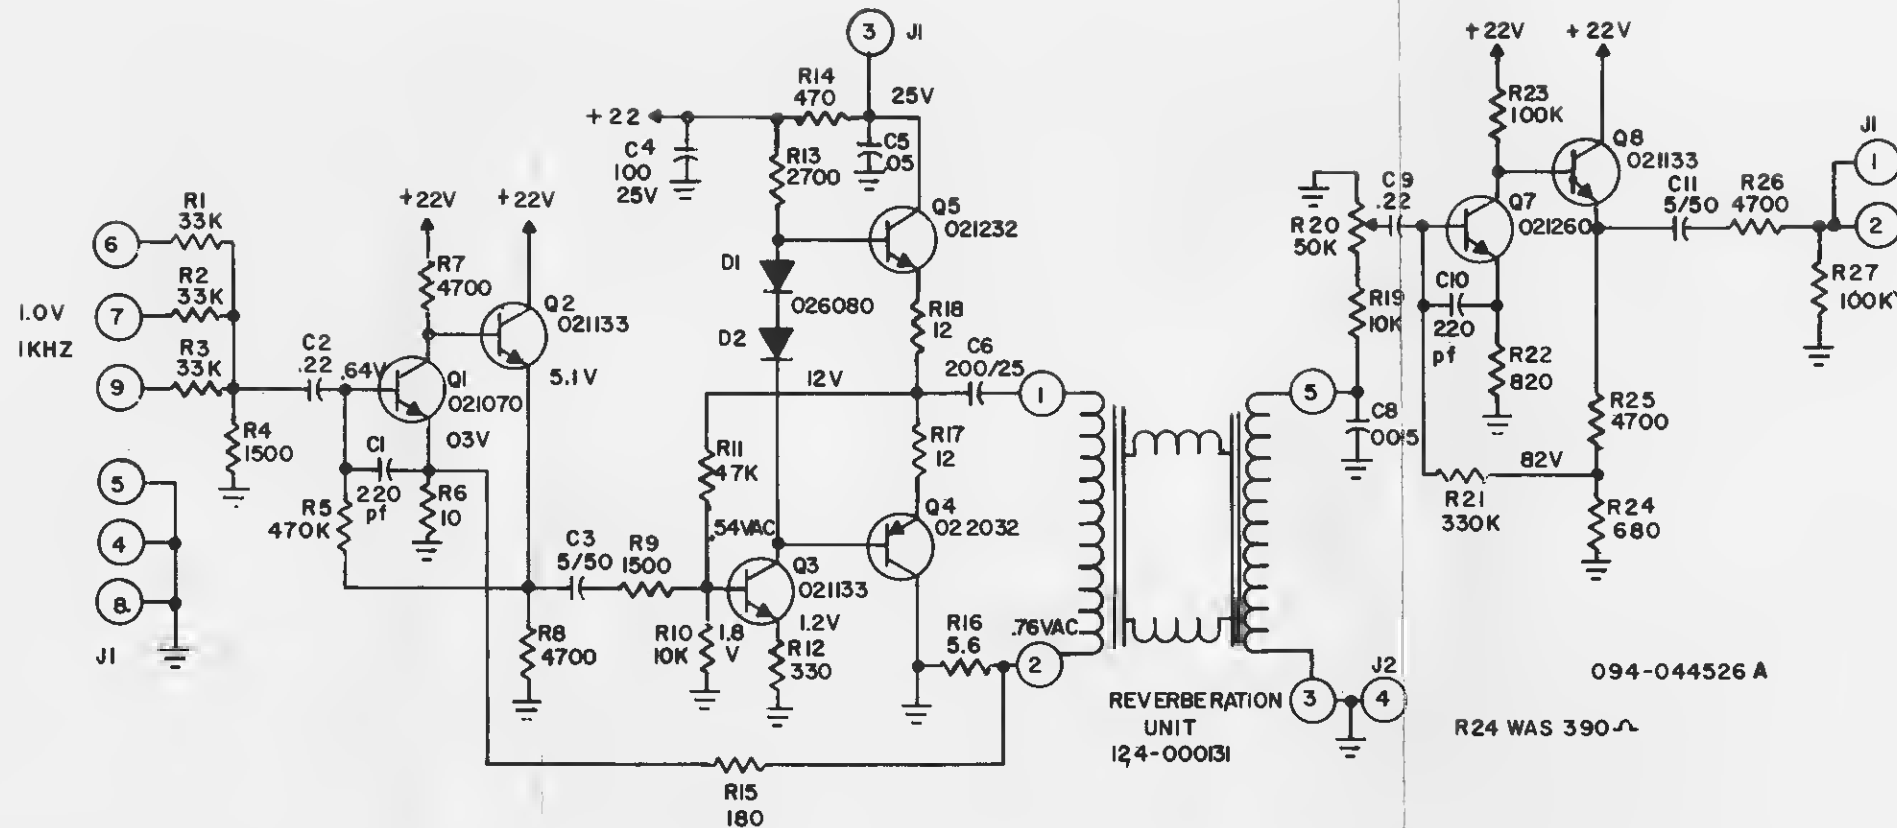 3 J1
+22V +22V
R14
470
25V
+22
C4
100
25V
R13
2700
C5
.05
R23
100K
Q8
021133
J1
1
2
R1
33K
6
+22V +22V
Q5
021232
C9
.22
Q7
021260
C11
5/50
R26
4700
R20
50K
R2
33K
7
1.0V
1KHZ
R7
4700
Q2
021133
D1
026080
D2
R18
12
C6
200/25
R19
10K
C10
220
pf
R27
100K
R3
33K
9
C2
.22
.64V
Q1
021070
5.1V
12V
1
5
R22
820
R25
4700
R4
1500
03V
R11
47K
R17
12
C8
.005
82V
5
4
8
J1
C1
220
pf
R6
10
R5
470K
.54VAC
Q4
022032
R21
330K
R24
680
C3
5/50
R9
1500
Q3
021133
1.2V
R8
4700
R10
10K
1.8
V
R12
330
R16
5.6
.76VAC
2
REVERBERATION
UNIT
124-000131
3
J2
4
094-044526 A
R24 WAS 390Ω
R15
180